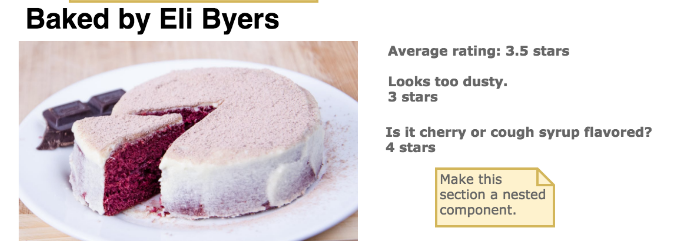 Baked by Eli Byers
Average rating: 3.5 stars
Looks too dusty.
3 stars
Is it cherry or cough syrup flavored?
4 stars
Make this
section a nested
component.